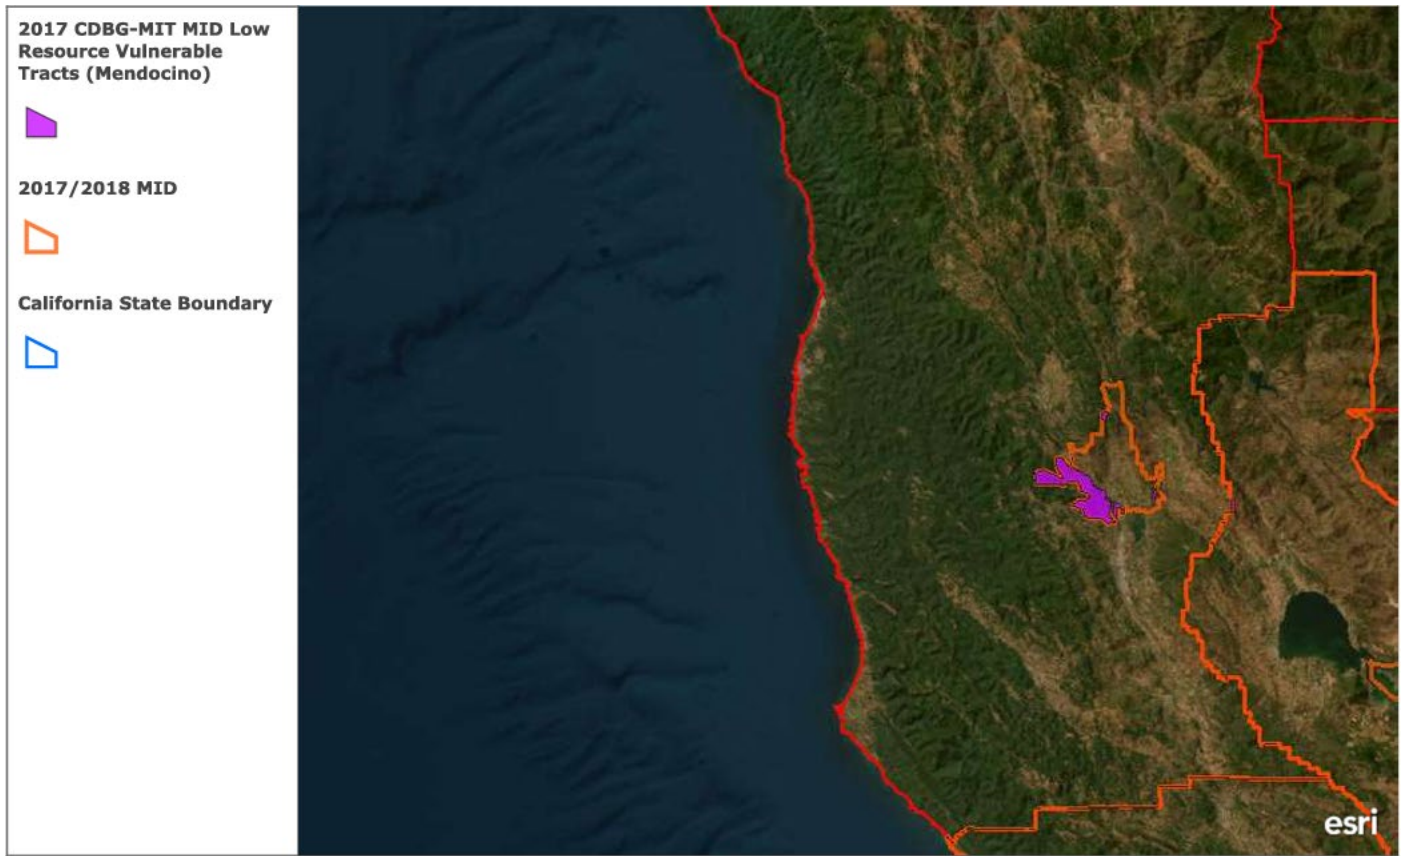 2017 CDBG-MIT MID Low
Resource Vulnerable
Tracts (Mendocino)
2017/2018 MID
California State Boundary
esri